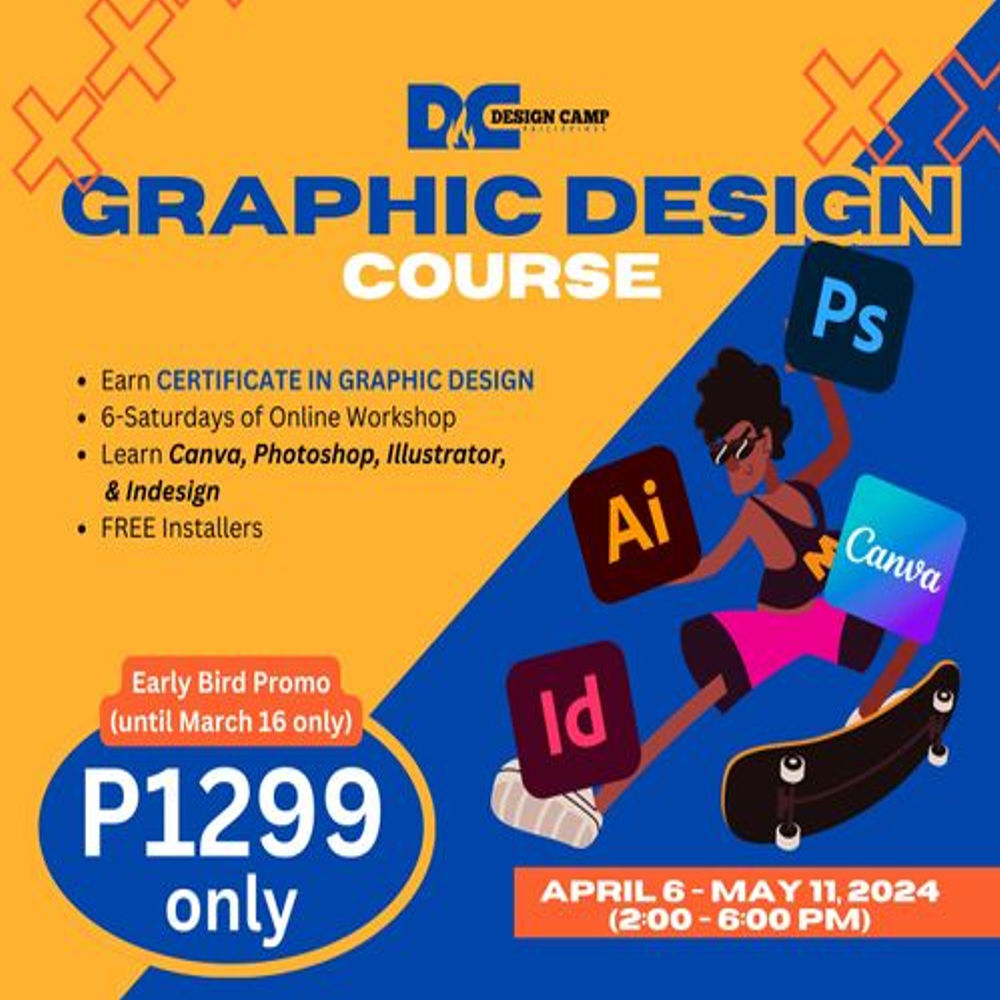 DC DESIGN CAMP
PHILIPPINES
GRAPHIC DESIGN
COURSE
• Earn CERTIFICATE IN GRAPHIC DESIGN
• 6-Saturdays of Online Workshop
• Learn Canva, Photoshop, Illustrator,
& Indesign
• FREE Installers
Ps
Ai
Canva
Id
Early Bird Promo
(until March 16 only)
P1299
only
APRIL 6 - MAY 11, 2024
(2:00 - 6:00 PM)